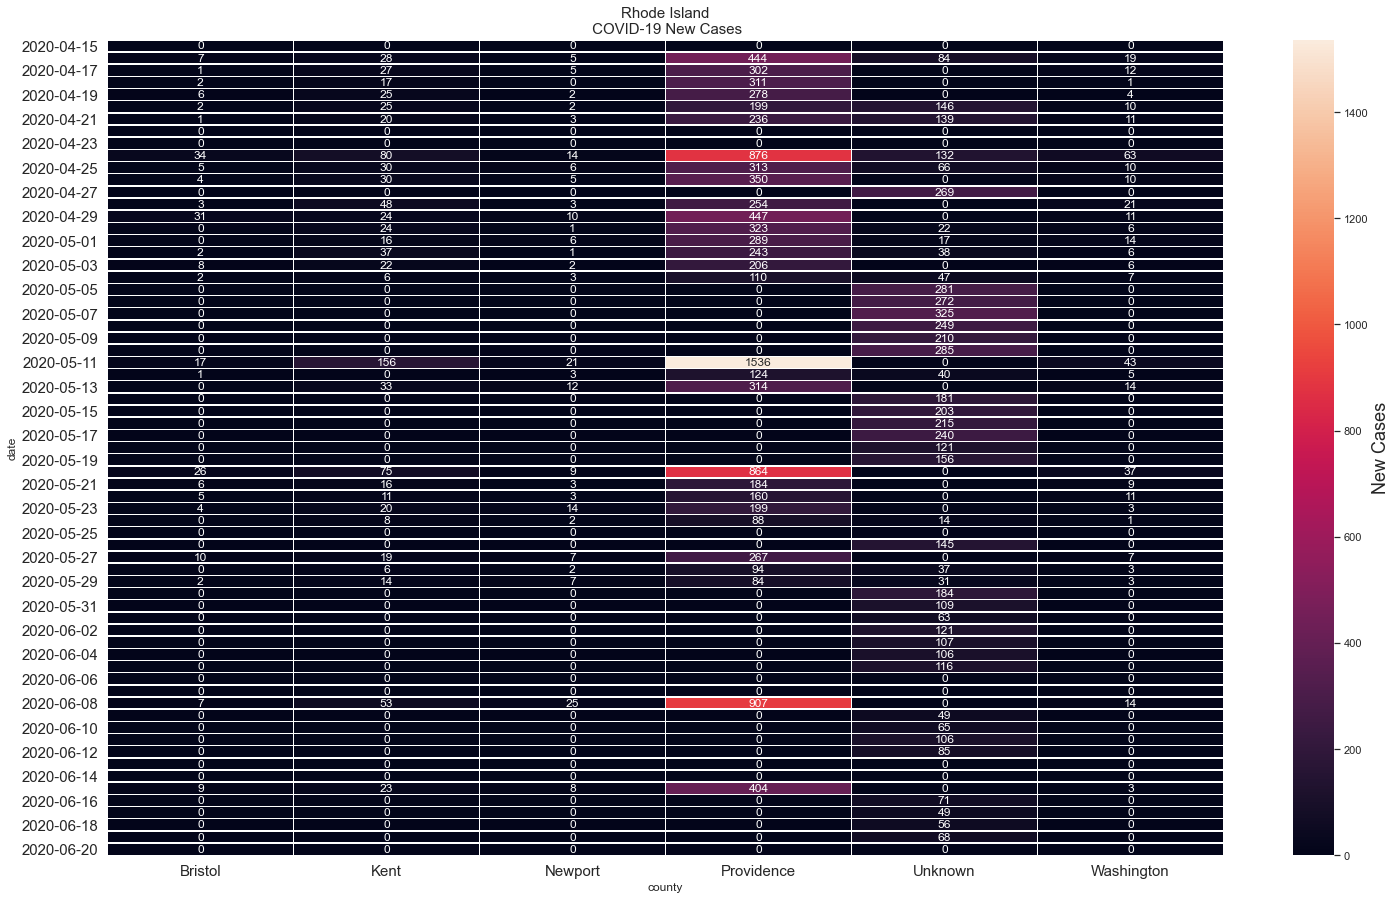 Rhode Island
COVID-19 New Cases
2020-04-15 0 0 0 0 0 0
7 28 5 444 84 19
2020-04-17 1 27 5 302 0 12
2 17 0 311 0 1
2020-04-19 6 25 2 278 0 4
2 25 2 199 146 10
2020-04-21 1 20 3 236 139 11
0 0 0 0 0 0
2020-04-23 0 0 0 0 0 0
34 80 14 876 132 63
2020-04-25 5 30 6 313 66 10
4 30 5 350 0 10
2020-04-27 0 0 0 0 269 0
3 48 3 254 0 21
2020-04-29 31 24 10 447 0 11
0 24 1 323 22 6
2020-05-01 0 16 6 289 17 14
2 37 1 243 38 6
2020-05-03 8 22 2 206 0 6
2 6 3 110 47 7
2020-05-05 0 0 0 0 281 0
0 0 0 0 272 0
2020-05-07 0 0 0 0 325 0
0 0 0 0 249 0
2020-05-09 0 0 0 0 210 0
0 0 0 0 285 0
2020-05-11 17 156 21 1536 0 43
1 0 3 124 40 5
2020-05-13 0 33 12 314 0 14
0 0 0 0 181 0
2020-05-15 0 0 0 0 203 0
0 0 0 0 215 0
2020-05-17 0 0 0 0 240 0
0 0 0 0 121 0
2020-05-19 0 0 0 0 156 0
26 75 9 864 0 37
2020-05-21 6 16 3 184 0 9
5 11 3 160 0 11
2020-05-23 4 20 14 199 0 3
0 8 2 88 14 1
2020-05-25 0 0 0 0 0 0
0 0 0 0 145 0
2020-05-27 10 19 7 267 0 7
0 6 2 94 37 3
2020-05-29 2 14 7 84 31 3
0 0 0 0 184 0
2020-05-31 0 0 0 0 109 0
0 0 0 0 63 0
2020-06-02 0 0 0 0 121 0
0 0 0 0 107 0
2020-06-04 0 0 0 0 106 0
0 0 0 0 116 0
2020-06-06 0 0 0 0 0 0
0 0 0 0 0 0
2020-06-08 7 53 25 907 0 14
0 0 0 0 49 0
2020-06-10 0 0 0 0 65 0
0 0 0 0 106 0
2020-06-12 0 0 0 0 85 0
0 0 0 0 0 0
2020-06-14 0 0 0 0 0 0
9 23 8 404 0 3
2020-06-16 0 0 0 0 71 0
0 0 0 0 49 0
2020-06-18 0 0 0 0 56 0
0 0 0 0 68 0
2020-06-20 0 0 0 0 0 0
Bristol Kent Newport Providence Unknown Washington
county
date
1400
1200
1000
800
600
400
200
0
New Cases